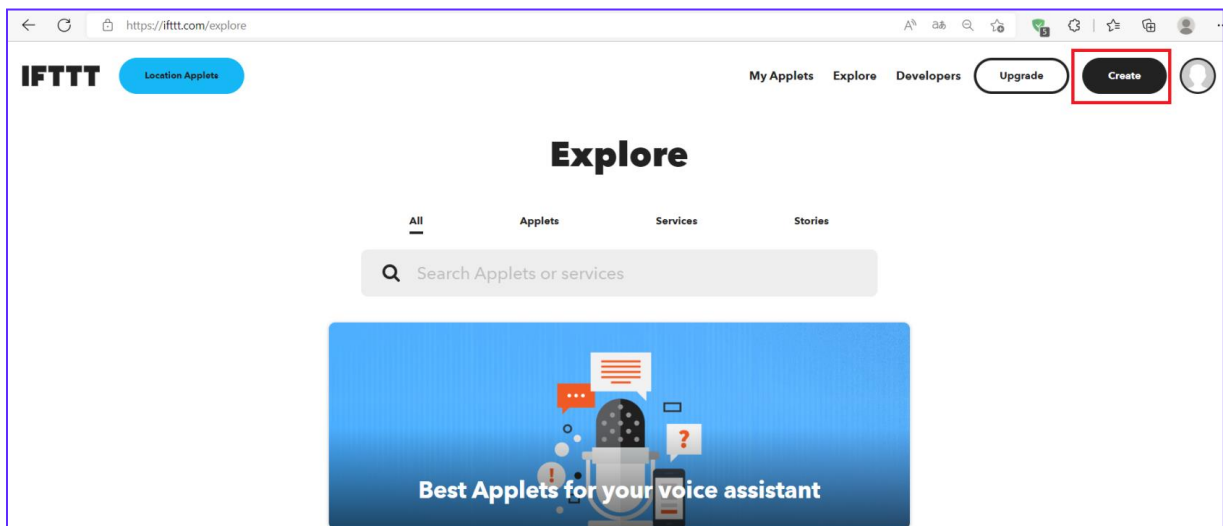 https://ifttt.com/explore
5
IFTTT
Location Applets
My Applets Explore Developers Upgrade Create
Explore
All Applets Services Stories
Search Applets or services
Best Applets for your voice assistant